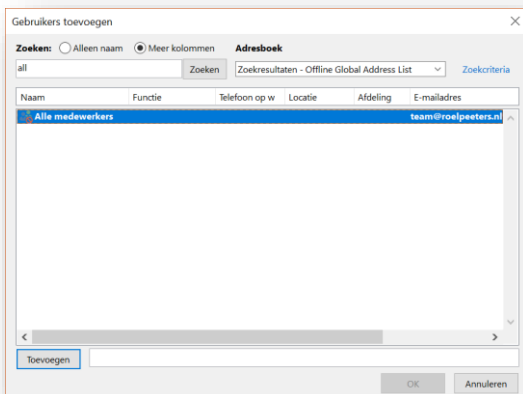 Gebruikers toevoegen
Zoeken: Alleen naam Meer kolommen Adresboek
all Zoeken Zoekresultaten - Offline Global Address List Zoekcriteria
Naam Functie Telefoon op w Locatie Afdeling E-mailadres
Alle medewerkers team@roelpeeters.nl
Toevoegen
OK Annuleren